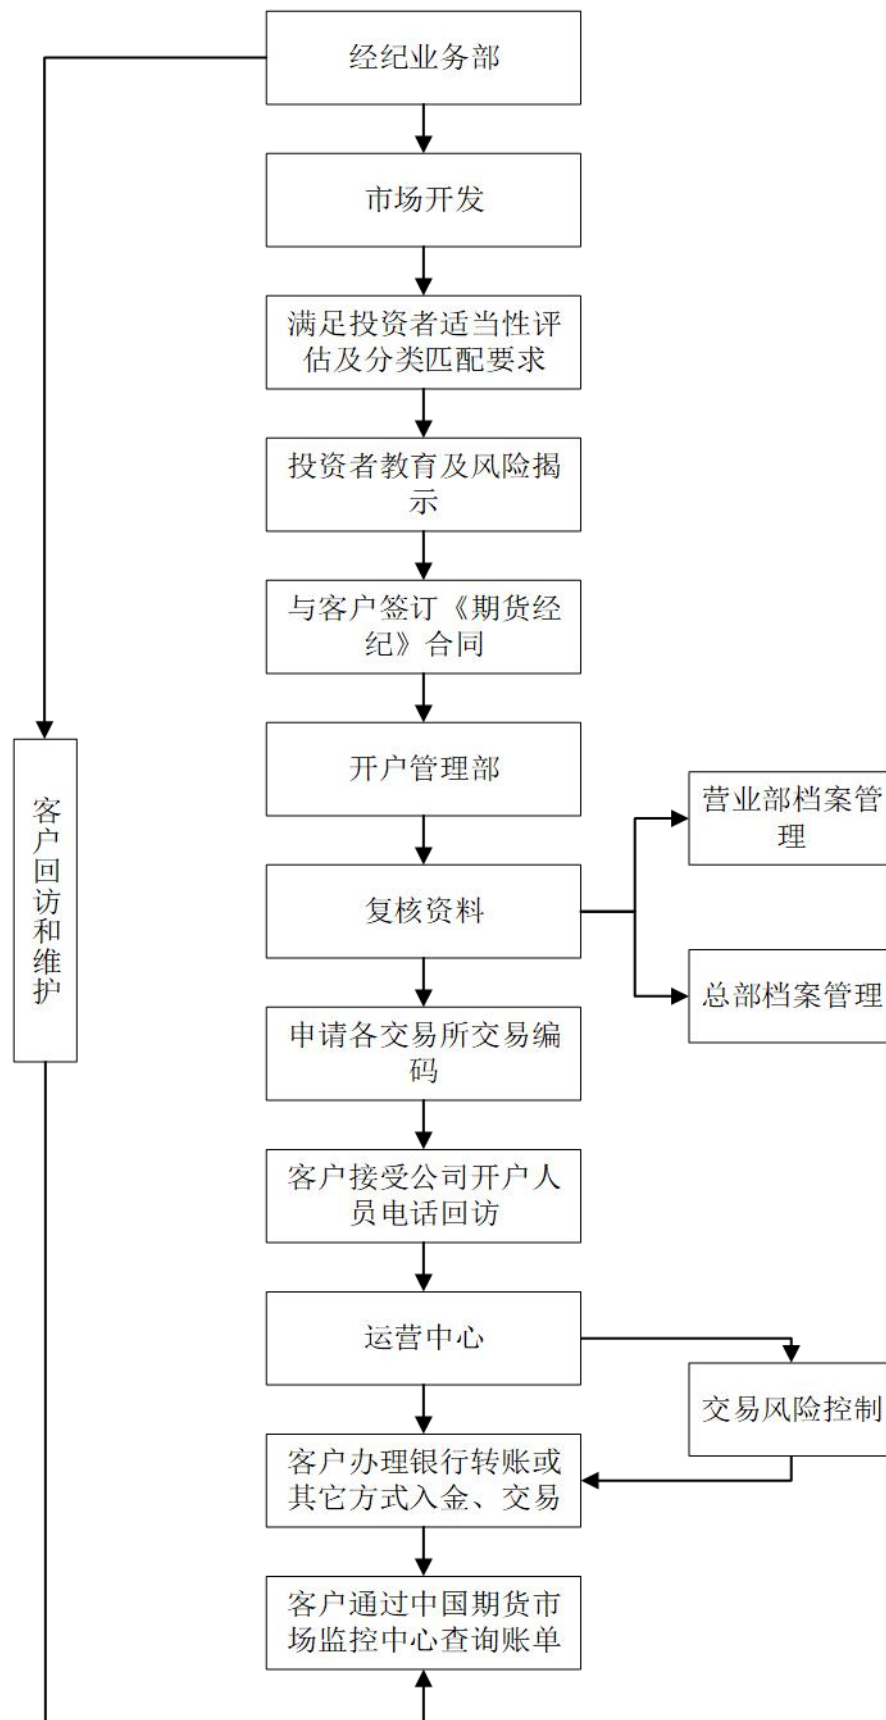 经纪业务部
市场开发
满足投资者适当性评
估及分类匹配要求
投资者教育及风险揭
示
与客户签订《期货经
纪》合同
开户管理部
客户回访和维护
营业部档案管
理
复核资料
总部档案管理
申请各交易所交易编
码
客户接受公司开户人
员电话回访
运营中心
交易风险控制
客户办理银行转账或
其它方式入金、交易
客户通过中国期货市
场监控中心查询账单